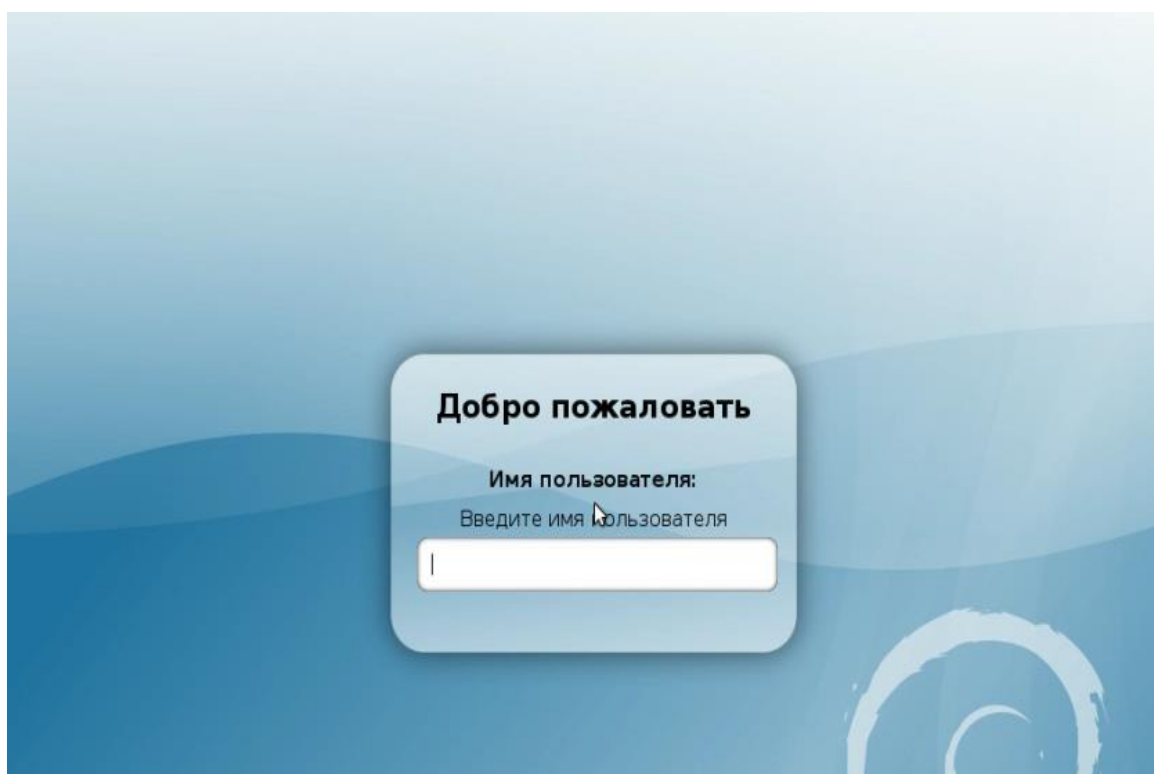 Добро пожаловать
Имя пользователя:
Введите имя пользователя